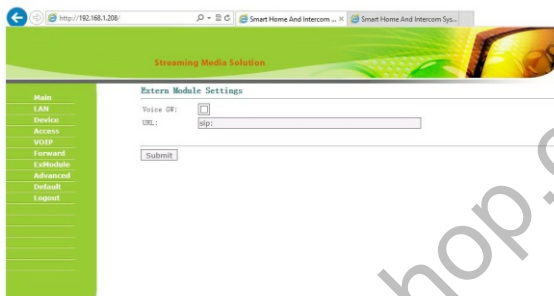 http://192.168.1.208/
Smart Home And Intercom ...
Smart Home And Intercom Sys...
Streaming Media Solution
Main
LAN
Device
Access
VOIP
Forward
ExModule
Advanced
Default
Logout
Extern Module Settings
Voice GW:
URL:
sip:
Submit
hop.